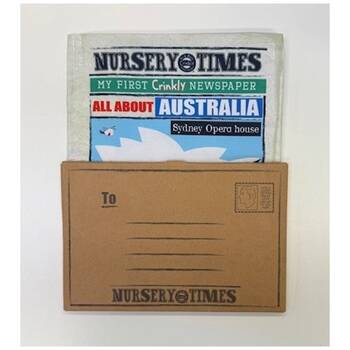 NURSERY TIMES
MY FIRST Crinkly NEWSPAPER
ALL ABOUT AUSTRALIA
Sydney Opera house
To
NURSERY TIMES